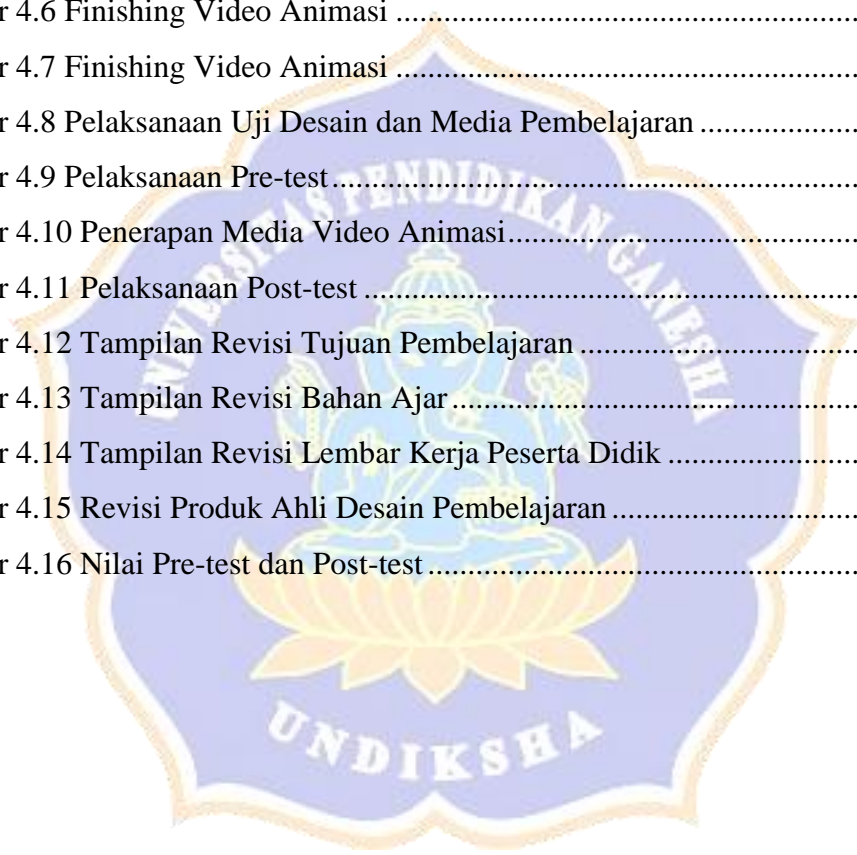 r 4.6 Finishing Video Animasi ........................................................
r 4.7 Finishing Video Animasi ........................................................
r 4.8 Pelaksanaan Uji Desain dan Media Pembelajaran ...................
r 4.9 Pelaksanaan Pre-test................................................................
r 4.10 Penerapan Media Video Animasi..........................................
r 4.11 Pelaksanaan Post-test ............................................................
r 4.12 Tampilan Revisi Tujuan Pembelajaran .................................
r 4.13 Tampilan Revisi Bahan Ajar .................................................
r 4.14 Tampilan Revisi Lembar Kerja Peserta Didik ......................
r 4.15 Revisi Produk Ahli Desain Pembelajaran .............................
r 4.16 Nilai Pre-test dan Post-test ....................................................
UNIVERSITAS PENDIDIKAN GANESHA
UNDIKSHA